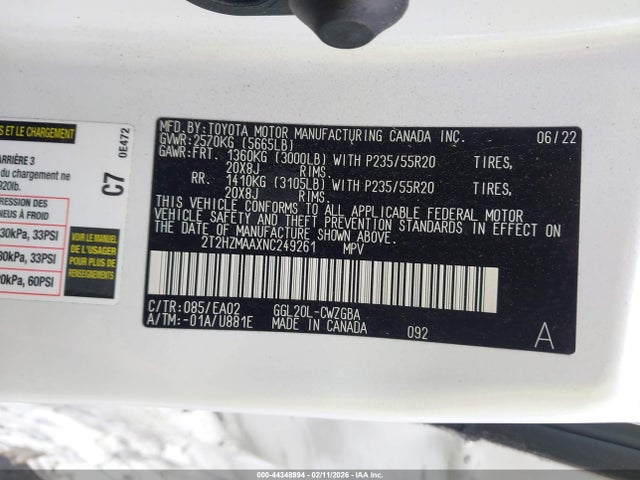 S ET LE CHARGEMENT
0E472
ARRIÈRE 3
du chargement ne
920lb.
C7
PRESSION DES
NEUS À FROID
30kPa, 33PSI
30kPa, 33PSI
20kPa, 60PSI
VOIR LE MANUEL
DE L'USAGER
POUR PLUS DE
RENSEIGNEMENTS
MFD.BY:TOYOTA MOTOR MANUFACTURING CANADA INC. 06/22
GVWR:2570KG (5665LB)
GAWR:FRT. 1360KG (3000LB) WITH P235/55R20 TIRES,
20X8J RIMS.
RR. 1410KG (3105LB) WITH P235/55R20 TIRES,
20X8J RIMS.
THIS VEHICLE CONFORMS TO ALL APPLICABLE FEDERAL MOTOR
VEHICLE SAFETY AND THEFT PREVENTION STANDARDS IN EFFECT ON
THE DATE OF MANUFACTURE SHOWN ABOVE.
2T2HZMAAXNC249261 MPV
C/TR:085/EA02 GGL20L-CWZGBA
A/TM:-01A/U881E MADE IN CANADA 092 A
000-44348994 - 02/11/2026 - IAA Inc.